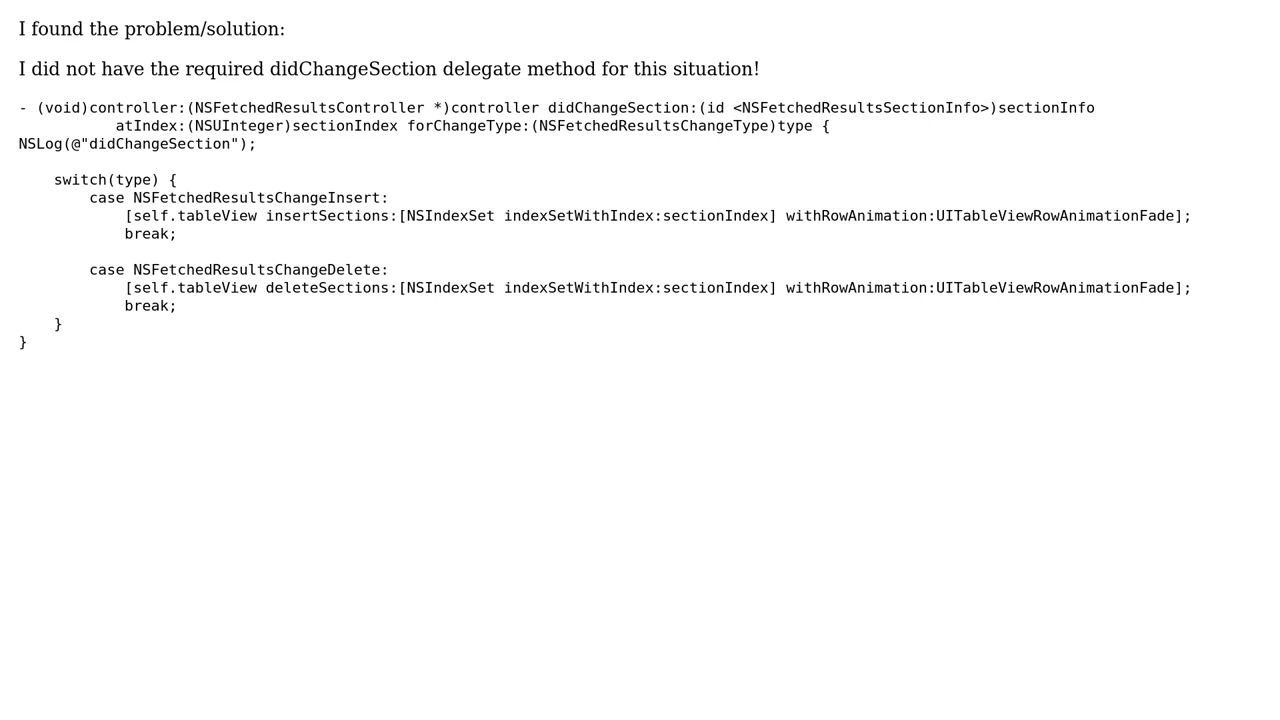 I found the problem/solution:
I did not have the required didChangeSection delegate method for this situation!
- (void)controller:(NSFetchedResultsController *)controller didChangeSection:(id <NSFetchedResultsSectionInfo>)sectionInfo
           atIndex:(NSUInteger)sectionIndex forChangeType:(NSFetchedResultsChangeType)type {
NSLog(@"didChangeSection");
    switch(type) {
        case NSFetchedResultsChangeInsert:
            [self.tableView insertSections:[NSIndexSet indexSetWithIndex:sectionIndex] withRowAnimation:UITableViewRowAnimationFade];
            break;
        case NSFetchedResultsChangeDelete:
            [self.tableView deleteSections:[NSIndexSet indexSetWithIndex:sectionIndex] withRowAnimation:UITableViewRowAnimationFade];
            break;
    }
}